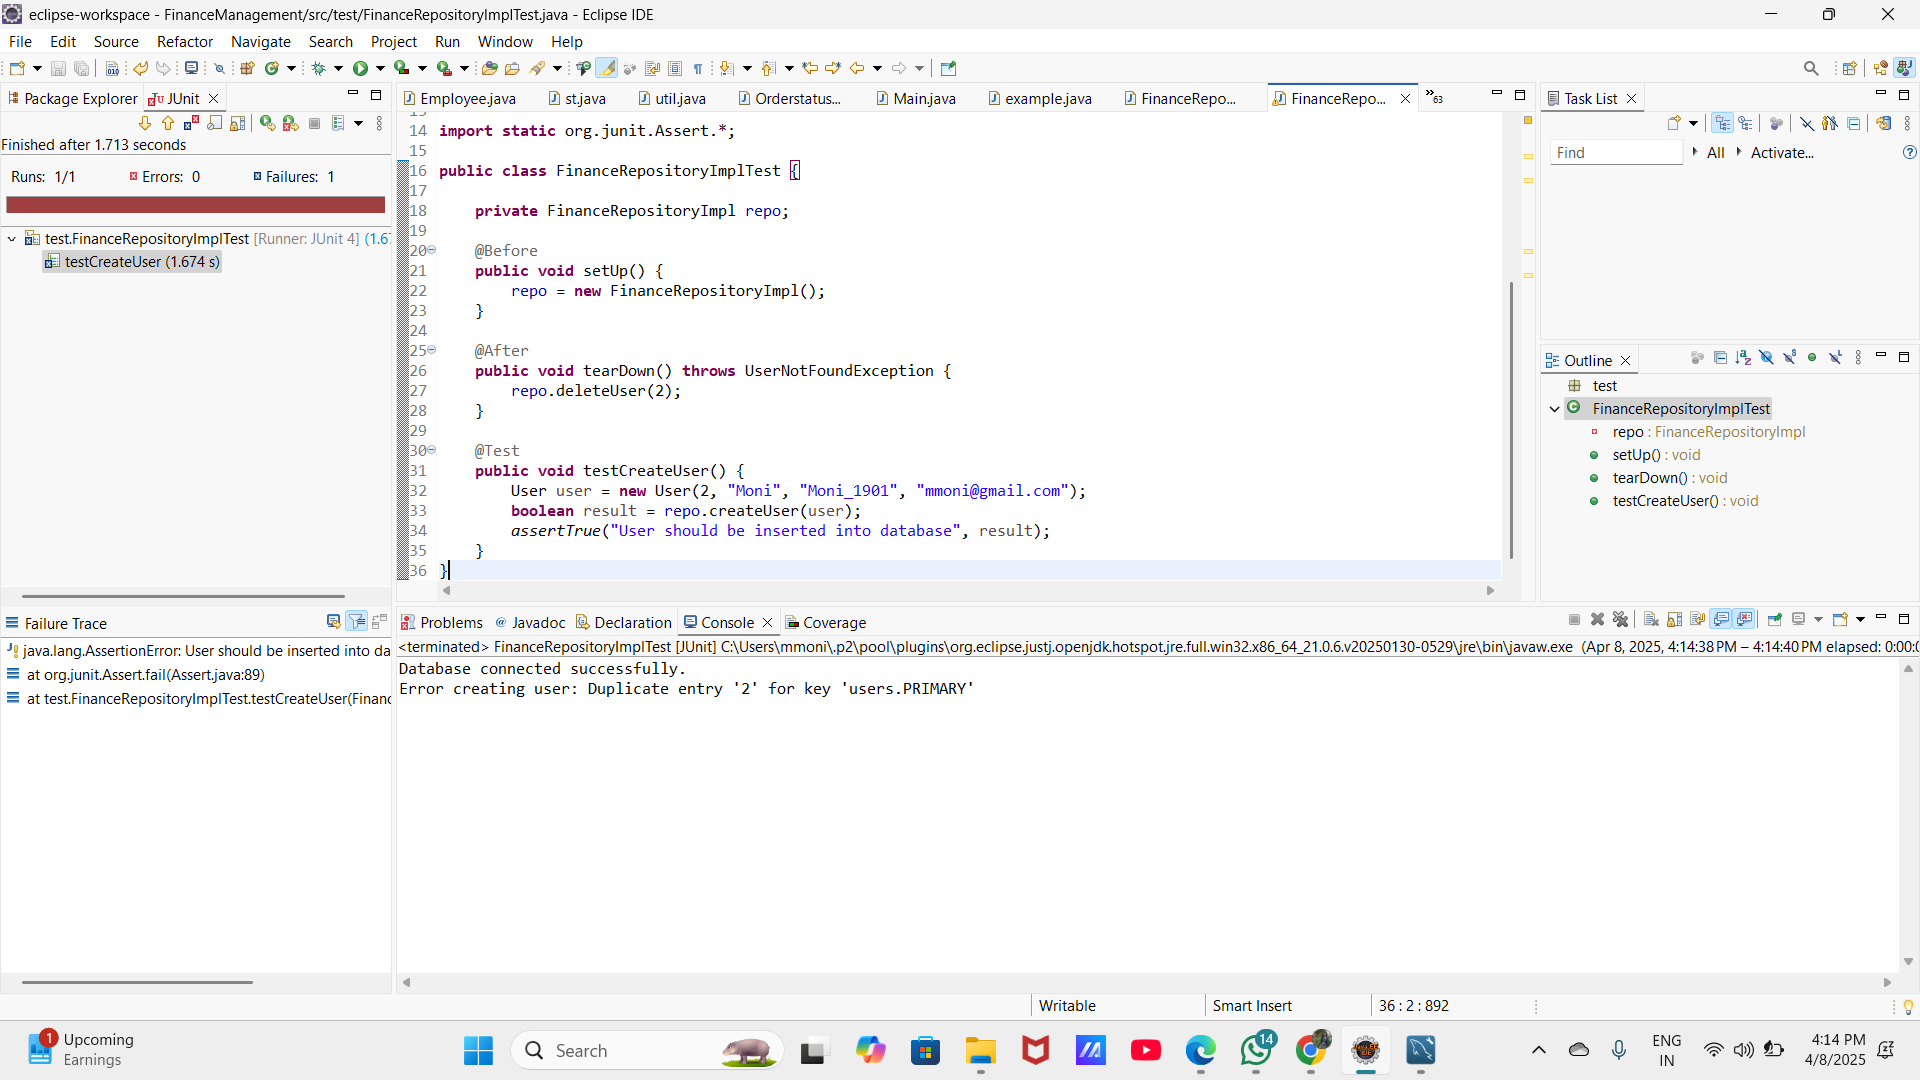 eclipse-workspace - FinanceManagement/src/test/FinanceRepositoryImplTest.java - Eclipse IDE
File Edit Source Refactor Navigate Search Project Run Window Help
Package Explorer JUnit
Finished after 1.713 seconds
Runs: 1/1 Errors: 0 Failures: 1
test.FinanceRepositoryImplTest [Runner: JUnit 4] (1.6
testCreateUser (1.674 s)
Failure Trace
java.lang.AssertionError: User should be inserted into da
at org.junit.Assert.fail(Assert.java:89)
at test.FinanceRepositoryImplTest.testCreateUser(Financ
Employee.java st.java util.java Orderstatus... Main.java example.java FinanceRepo... FinanceRepo... 63
14 import static org.junit.Assert.*;
15
16 public class FinanceRepositoryImplTest {
17
18 private FinanceRepositoryImpl repo;
19
20 @Before
21 public void setUp() {
22 repo = new FinanceRepositoryImpl();
23 }
24
25 @After
26 public void tearDown() throws UserNotFoundException {
27 repo.deleteUser(2);
28 }
29
30 @Test
31 public void testCreateUser() {
32 User user = new User(2, "Moni", "Moni_1901", "mmoni@gmail.com");
33 boolean result = repo.createUser(user);
34 assertTrue("User should be inserted into database", result);
35 }
36 }
Task List
Find All Activate...
Outline
test
FinanceRepositoryImplTest
repo : FinanceRepositoryImpl
setUp() : void
tearDown() : void
testCreateUser() : void
Problems Javadoc Declaration Console Coverage
<terminated> FinanceRepositoryImplTest [JUnit] C:\Users\mmoni\.p2\pool\plugins\org.eclipse.justj.openjdk.hotspot.jre.full.win32.x86_64_21.0.6.v20250130-0529\jre\bin\javaw.exe (Apr 8, 2025, 4:14:38 PM – 4:14:40 PM elapsed: 0:00:0
Database connected successfully.
Error creating user: Duplicate entry '2' for key 'users.PRIMARY'
Writable Smart Insert 36 : 2 : 892
1 Upcoming
Earnings
Search
14
ENG
IN
4:14 PM
4/8/2025